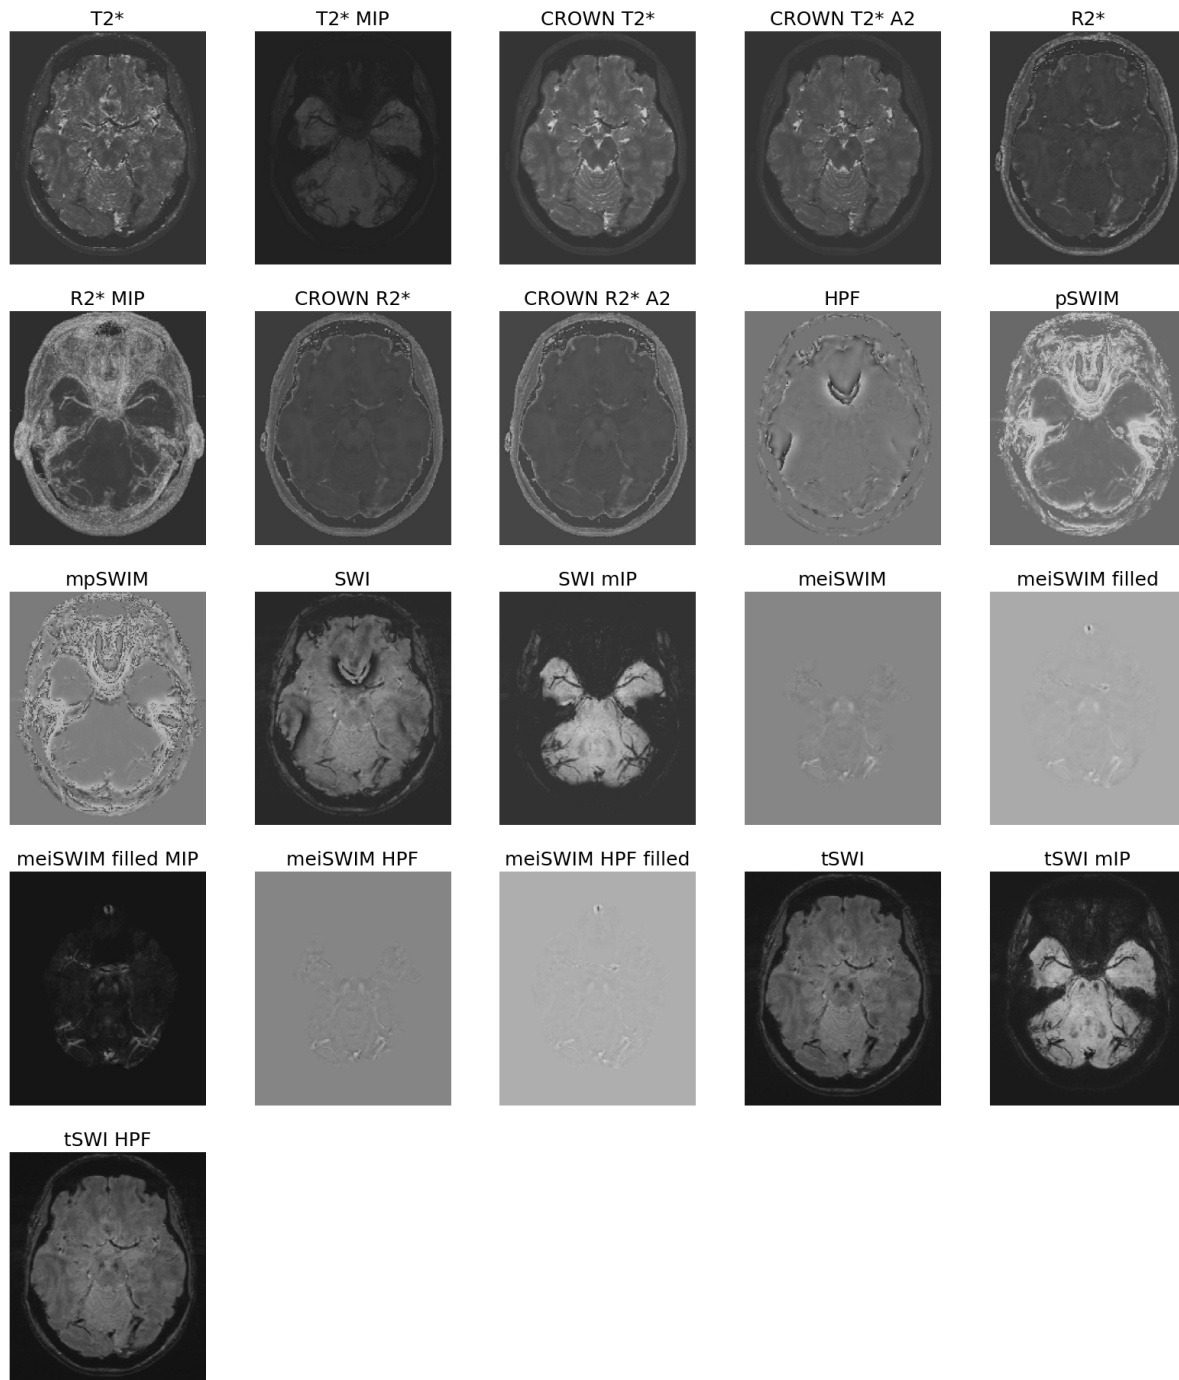 T2*
T2* MIP
CROWN T2*
CROWN T2* A2
R2*
R2* MIP
CROWN R2*
CROWN R2* A2
HPF
pSWIM
mpSWIM
SWI
SWI mIP
meiSWIM
meiSWIM filled
meiSWIM filled MIP
meiSWIM HPF
meiSWIM HPF filled
tSWI
tSWI mIP
tSWI HPF